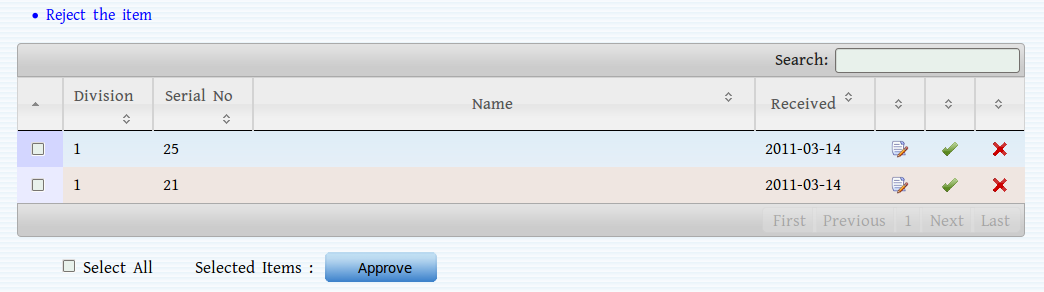 • Reject the item
Search:
Division Serial No Name Received
1 25 2011-03-14
1 21 2011-03-14
First Previous 1 Next Last
Select All Selected Items : Approve